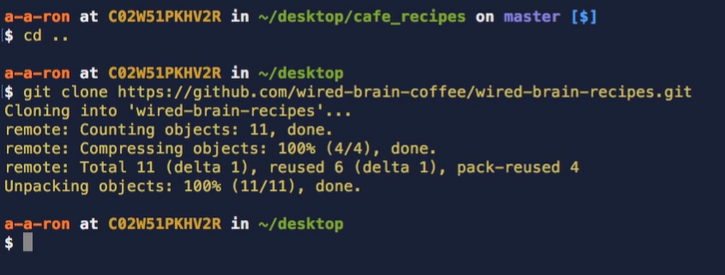 a-a-ron at C02W51PKHV2R in ~/desktop/cafe_recipes on master [$]
$ cd ..
a-a-ron at C02W51PKHV2R in ~/desktop
$ git clone https://github.com/wired-brain-coffee/wired-brain-recipes.git
Cloning into 'wired-brain-recipes'...
remote: Counting objects: 11, done.
remote: Compressing objects: 100% (4/4), done.
remote: Total 11 (delta 1), reused 6 (delta 1), pack-reused 4
Unpacking objects: 100% (11/11), done.
a-a-ron at C02W51PKHV2R in ~/desktop
$